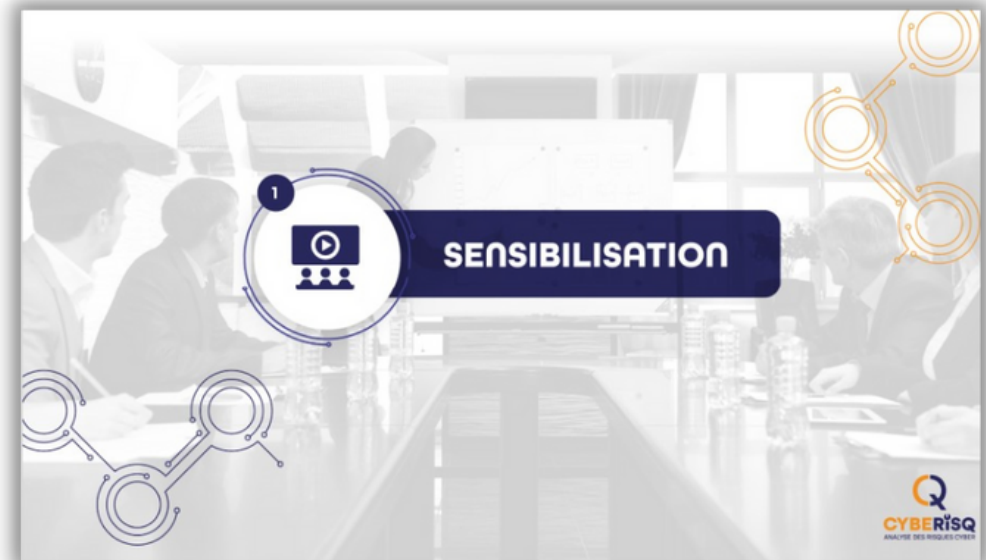 1
SENSIBILISATION
CYBERISQ
ANALYSE DES RISQUES CYBER